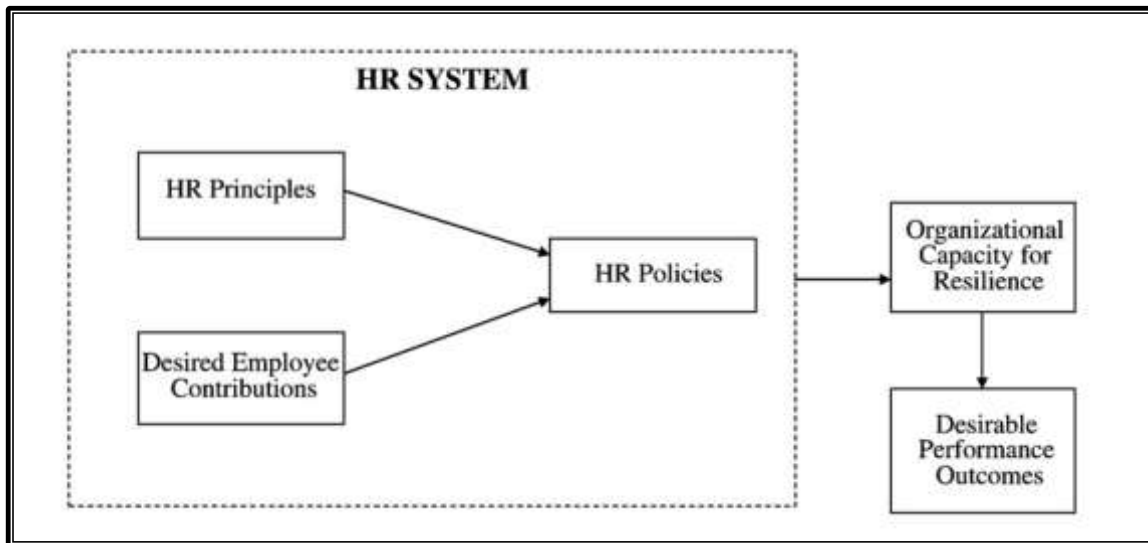 HR SYSTEM
HR Principles
HR Policies
Desired Employee
Contributions
Organizational
Capacity for
Resilience
Desirable
Performance
Outcomes